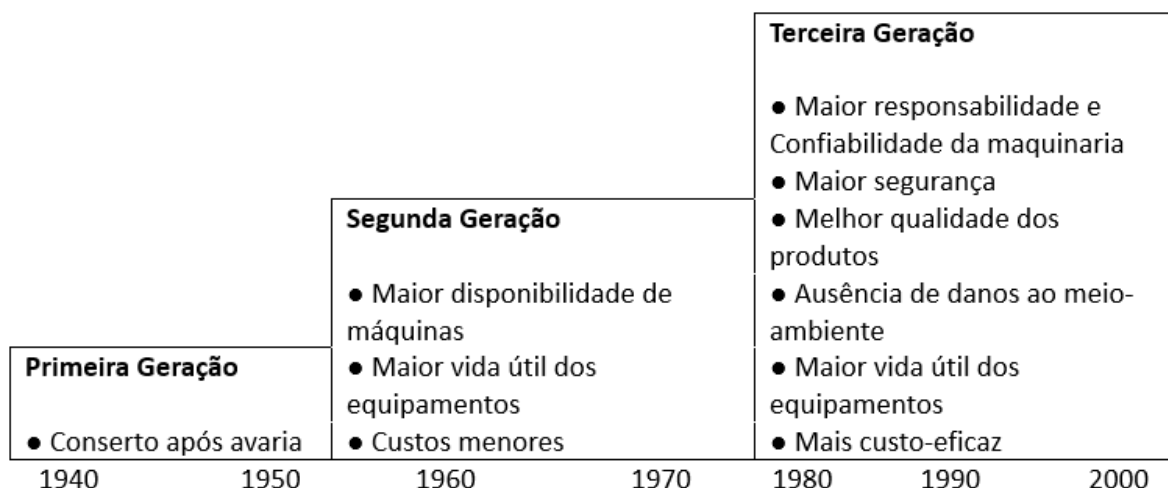 Primeira Geração
● Conserto após avaria
Segunda Geração
● Maior disponibilidade de
máquinas
● Maior vida útil dos
equipamentos
● Custos menores
Terceira Geração
● Maior responsabilidade e
Confiabilidade da maquinaria
● Maior segurança
● Melhor qualidade dos
produtos
● Ausência de danos ao meio-
ambiente
● Maior vida útil dos
equipamentos
● Mais custo-eficaz
1940 1950 1960 1970 1980 1990 2000